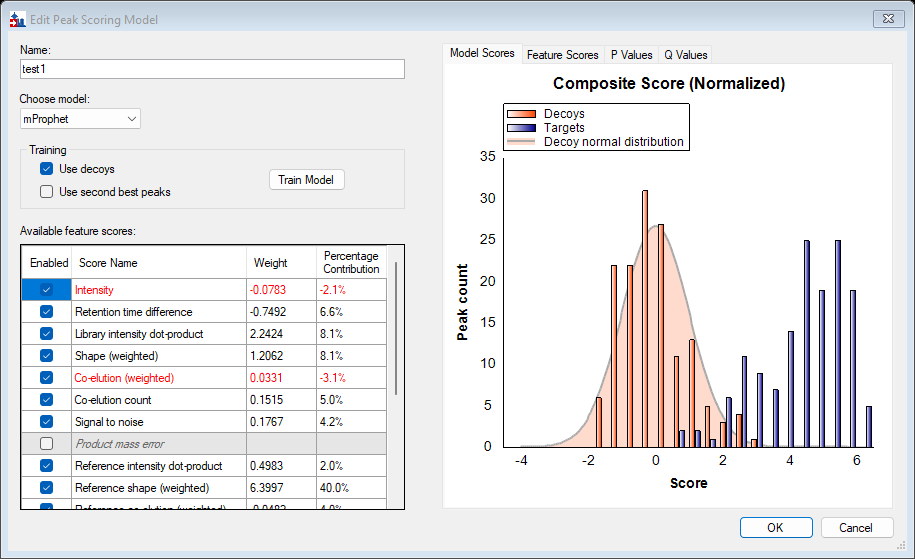 Edit Peak Scoring Model
Name:
test1
Choose model:
mProphet
Training
Use decoys
Use second best peaks
Train Model
Available feature scores:
Enabled Score Name Weight Percentage Contribution
Intensity -0.0783 -2.1%
Retention time difference -0.7492 6.6%
Library intensity dot-product 2.2424 8.1%
Shape (weighted) 1.2062 8.1%
Co-elution (weighted) 0.0331 -3.1%
Co-elution count 0.1515 5.0%
Signal to noise 0.1767 4.2%
Product mass error
Reference intensity dot-product 0.4983 2.0%
Reference shape (weighted) 6.3997 40.0%
Model Scores Feature Scores P Values Q Values
Composite Score (Normalized)
Decoys
Targets
Decoy normal distribution
Peak count
35
30
25
20
15
10
5
0
-4 -2 0 2 4 6
Score
OK Cancel